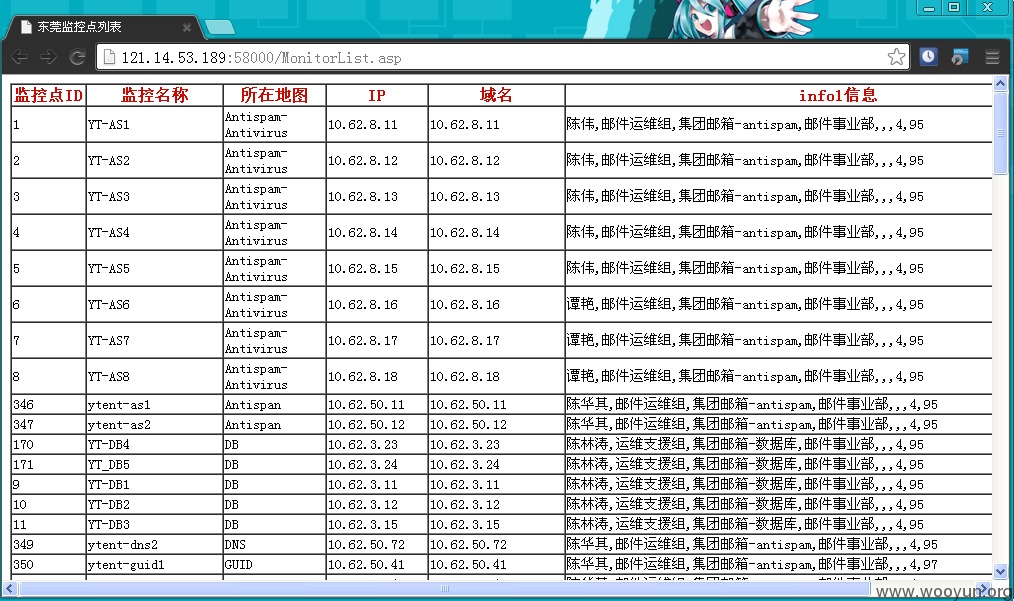 东莞监控点列表
121.14.53.189:58000/MonitorList.asp
监控点ID 监控名称 所在地图 IP 域名 info1信息
1 YT-AS1 Antispam-Antivirus 10.62.8.11 10.62.8.11 陈伟,邮件运维组,集团邮箱-antispam,邮件事业部,,,4,95
2 YT-AS2 Antispam-Antivirus 10.62.8.12 10.62.8.12 陈伟,邮件运维组,集团邮箱-antispam,邮件事业部,,,4,95
3 YT-AS3 Antispam-Antivirus 10.62.8.13 10.62.8.13 陈伟,邮件运维组,集团邮箱-antispam,邮件事业部,,,4,95
4 YT-AS4 Antispam-Antivirus 10.62.8.14 10.62.8.14 陈伟,邮件运维组,集团邮箱-antispam,邮件事业部,,,4,95
5 YT-AS5 Antispam-Antivirus 10.62.8.15 10.62.8.15 陈伟,邮件运维组,集团邮箱-antispam,邮件事业部,,,4,95
6 YT-AS6 Antispam-Antivirus 10.62.8.16 10.62.8.16 谭艳,邮件运维组,集团邮箱-antispam,邮件事业部,,,4,95
7 YT-AS7 Antispam-Antivirus 10.62.8.17 10.62.8.17 谭艳,邮件运维组,集团邮箱-antispam,邮件事业部,,,4,95
8 YT-AS8 Antispam-Antivirus 10.62.8.18 10.62.8.18 谭艳,邮件运维组,集团邮箱-antispam,邮件事业部,,,4,95
346 ytent-as1 Antispan 10.62.50.11 10.62.50.11 陈华其,邮件运维组,集团邮箱-antispam,邮件事业部,,,4,95
347 ytent-as2 Antispan 10.62.50.12 10.62.50.12 陈华其,邮件运维组,集团邮箱-antispam,邮件事业部,,,4,95
170 YT-DB4 DB 10.62.3.23 10.62.3.23 陈林涛,运维支援组,集团邮箱-数据库,邮件事业部,,,4,95
171 YT_DB5 DB 10.62.3.24 10.62.3.24 陈林涛,运维支援组,集团邮箱-数据库,邮件事业部,,,4,95
9 YT-DB1 DB 10.62.3.11 10.62.3.11 陈林涛,运维支援组,集团邮箱-数据库,邮件事业部,,,4,95
10 YT-DB2 DB 10.62.3.12 10.62.3.12 陈林涛,运维支援组,集团邮箱-数据库,邮件事业部,,,4,95
11 YT-DB3 DB 10.62.3.15 10.62.3.15 陈林涛,运维支援组,集团邮箱-数据库,邮件事业部,,,4,95
349 ytent-dns2 DNS 10.62.50.72 10.62.50.72 陈华其,邮件运维组,集团邮箱-antispam,邮件事业部,,,4,95
350 ytent-guid1 GUID 10.62.50.41 10.62.50.41 陈华其,邮件运维组,集团邮箱-antispam,邮件事业部,,,4,97
www.wooyun.org